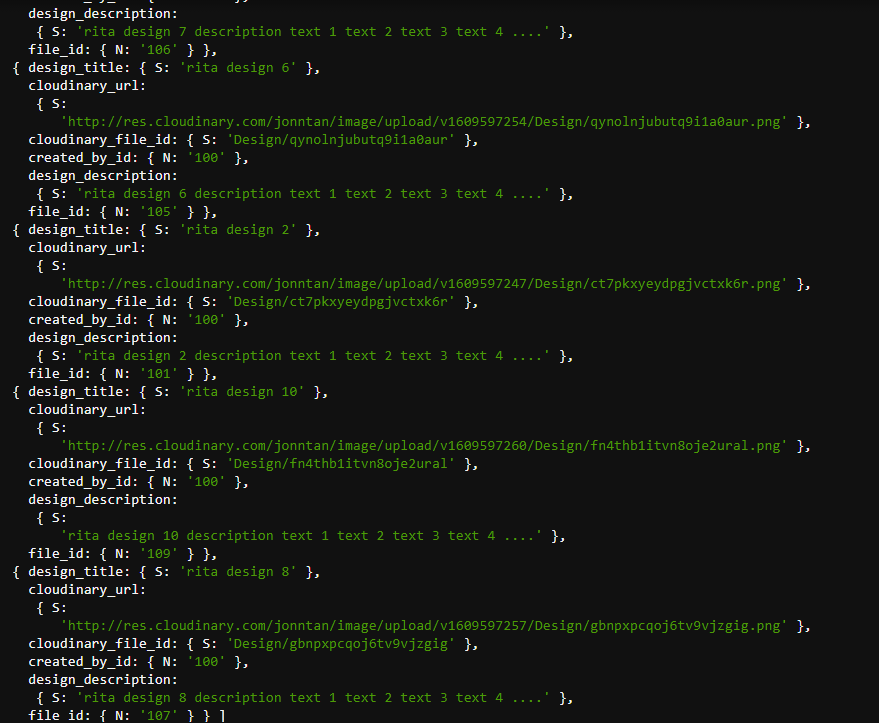 design_description:
{ S: 'rita design 7 description text 1 text 2 text 3 text 4 ....' },
file_id: { N: '106' } },
{ design_title: { S: 'rita design 6' },
cloudinary_url:
{ S:
'http://res.cloudinary.com/jonntan/image/upload/v1609597254/Design/qynolnjubutq9i1a0aur.png' },
cloudinary_file_id: { S: 'Design/qynolnjubutq9i1a0aur' },
created_by_id: { N: '100' },
design_description:
{ S: 'rita design 6 description text 1 text 2 text 3 text 4 ....' },
file_id: { N: '105' } },
{ design_title: { S: 'rita design 2' },
cloudinary_url:
{ S:
'http://res.cloudinary.com/jonntan/image/upload/v1609597247/Design/ct7pkxyeydpgjvctxk6r.png' },
cloudinary_file_id: { S: 'Design/ct7pkxyeydpgjvctxk6r' },
created_by_id: { N: '100' },
design_description:
{ S: 'rita design 2 description text 1 text 2 text 3 text 4 ....' },
file_id: { N: '101' } },
{ design_title: { S: 'rita design 10' },
cloudinary_url:
{ S:
'http://res.cloudinary.com/jonntan/image/upload/v1609597260/Design/fn4thb1itvn8oje2ural.png' },
cloudinary_file_id: { S: 'Design/fn4thb1itvn8oje2ural' },
created_by_id: { N: '100' },
design_description:
{ S:
'rita design 10 description text 1 text 2 text 3 text 4 ....' },
file_id: { N: '109' } },
{ design_title: { S: 'rita design 8' },
cloudinary_url:
{ S:
'http://res.cloudinary.com/jonntan/image/upload/v1609597257/Design/gbnpxpcqoj6tv9vjzgig.png' },
cloudinary_file_id: { S: 'Design/gbnpxpcqoj6tv9vjzgig' },
created_by_id: { N: '100' },
design_description:
{ S: 'rita design 8 description text 1 text 2 text 3 text 4 ....' },
file_id: { N: '107' } } ]